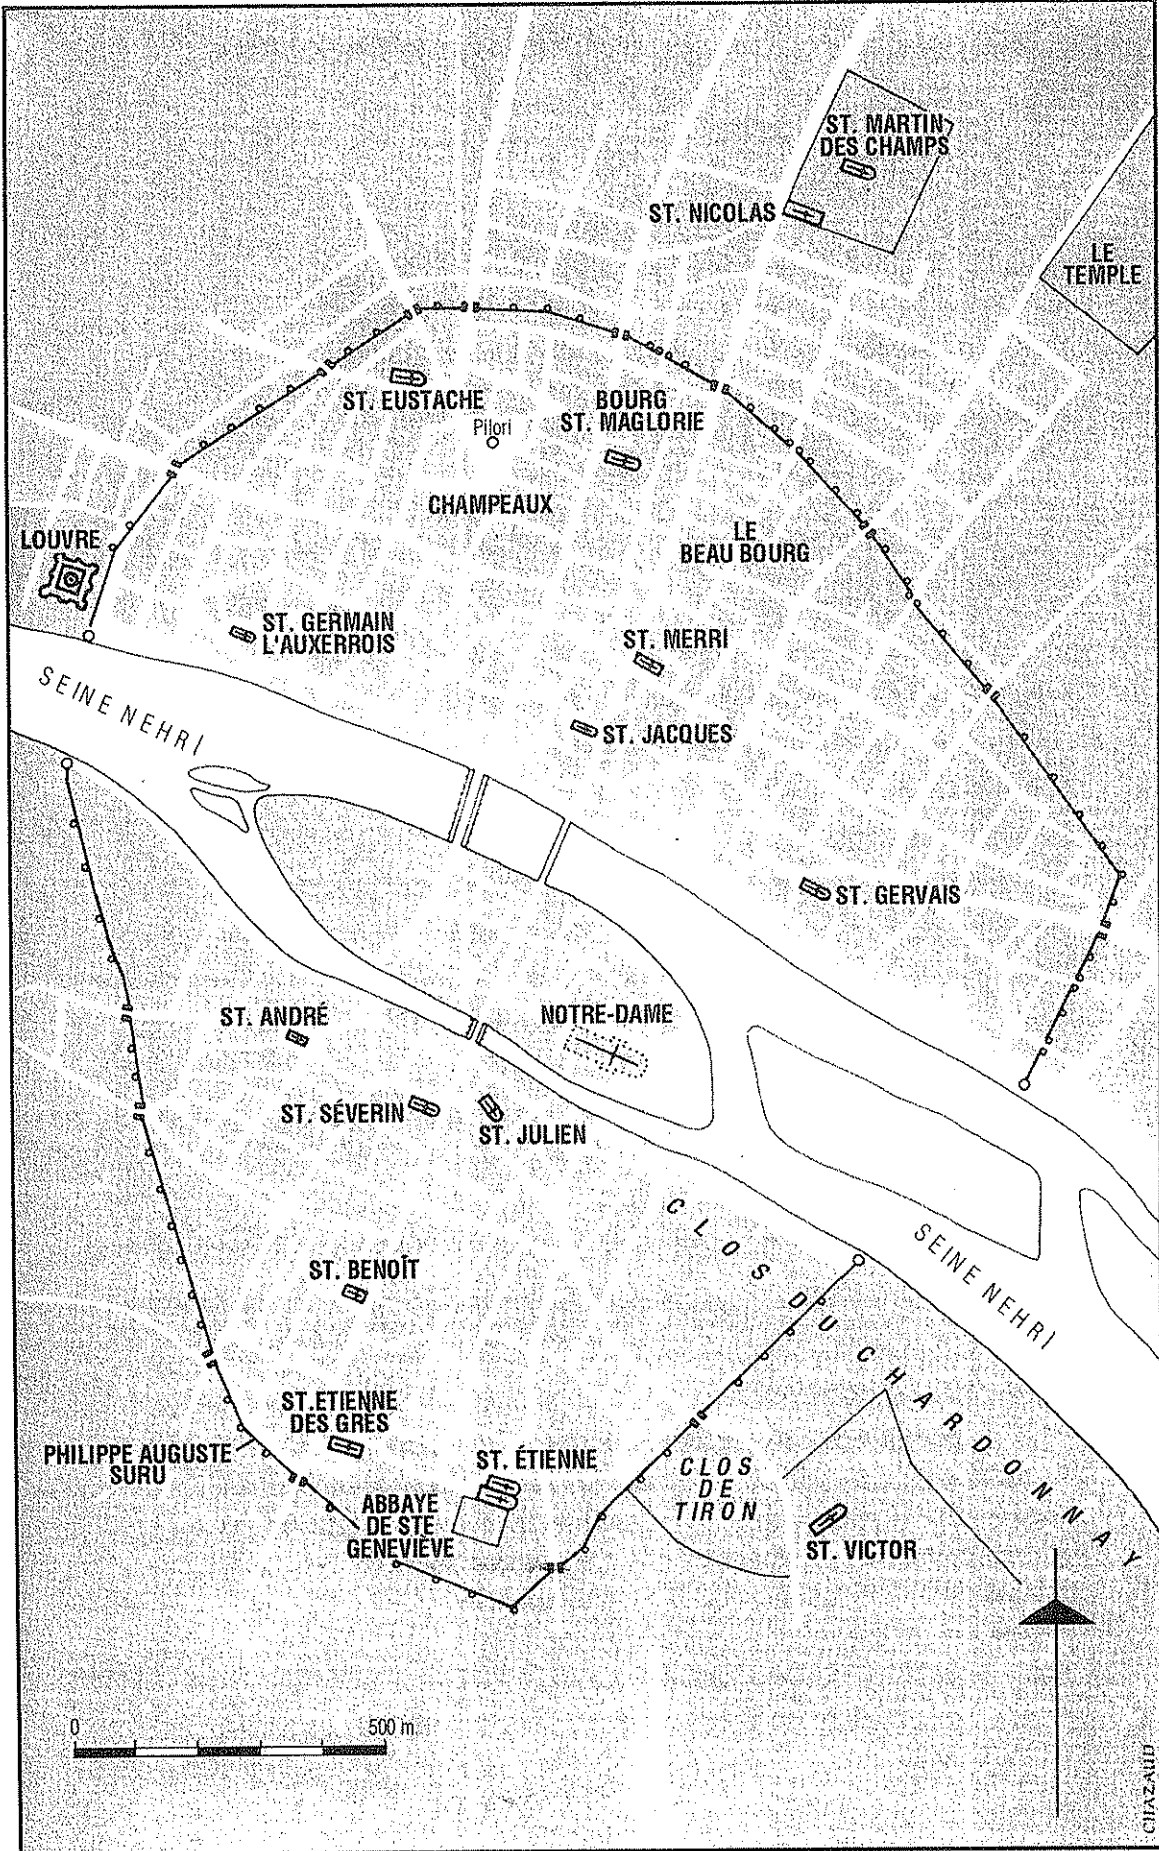 ST. MARTIN
DES CHAMPS
ST. NICOLAS
LE
TEMPLE
ST. EUSTACHE
Pilori
BOURG
ST. MAGLORIE
CHAMPEAUX
LOUVRE
LE
BEAU BOURG
ST. GERMAIN
L'AUXERROIS
ST. MERRI
SEINE NEHRİ
ST. JACQUES
ST. GERVAIS
ST. ANDRÉ
NOTRE-DAME
ST. SÉVERIN
ST. JULIEN
CLOS DU CHARDONNAY
SEINE NEHRİ
ST. BENOÎT
ST.ETIENNE
DES GRES
PHILIPPE AUGUSTE
SURU
ST. ÉTIENNE
ABBAYE
DE STE
GENEVIÈVE
CLOS
DE
TIRON
ST. VICTOR
0 500 m
CHAZAUD